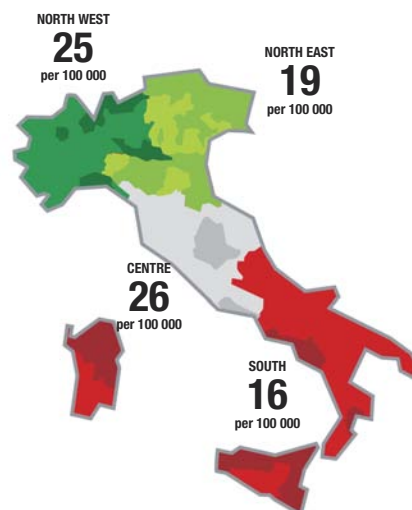 NORTH WEST
25
per 100 000
NORTH EAST
19
per 100 000
CENTRE
26
per 100 000
SOUTH
16
per 100 000